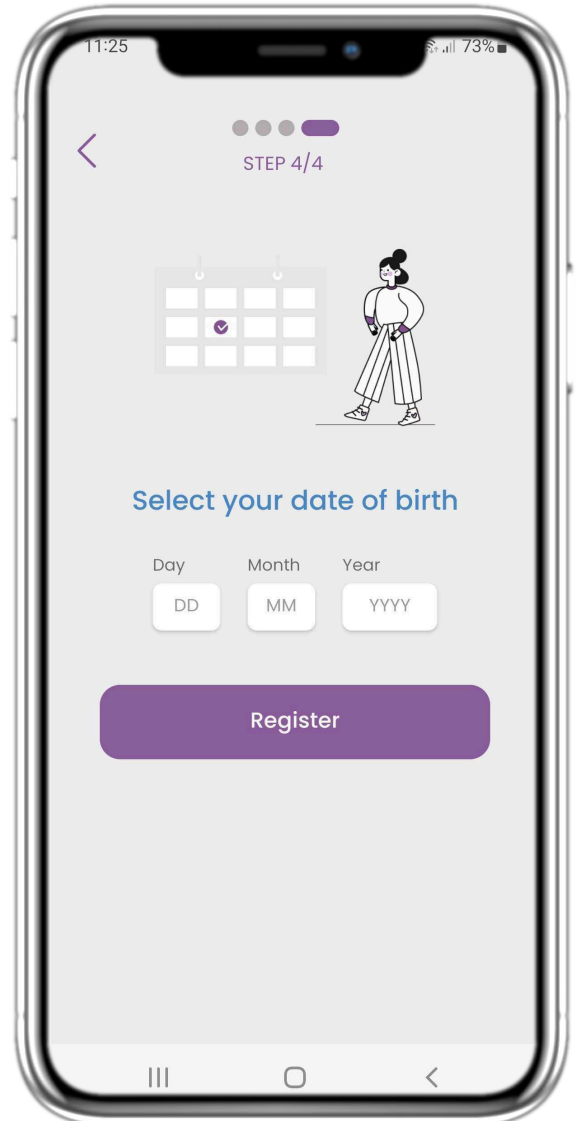 11:25 73%
STEP 4/4
Select your date of birth
Day Month Year
DD MM YYYY
Register